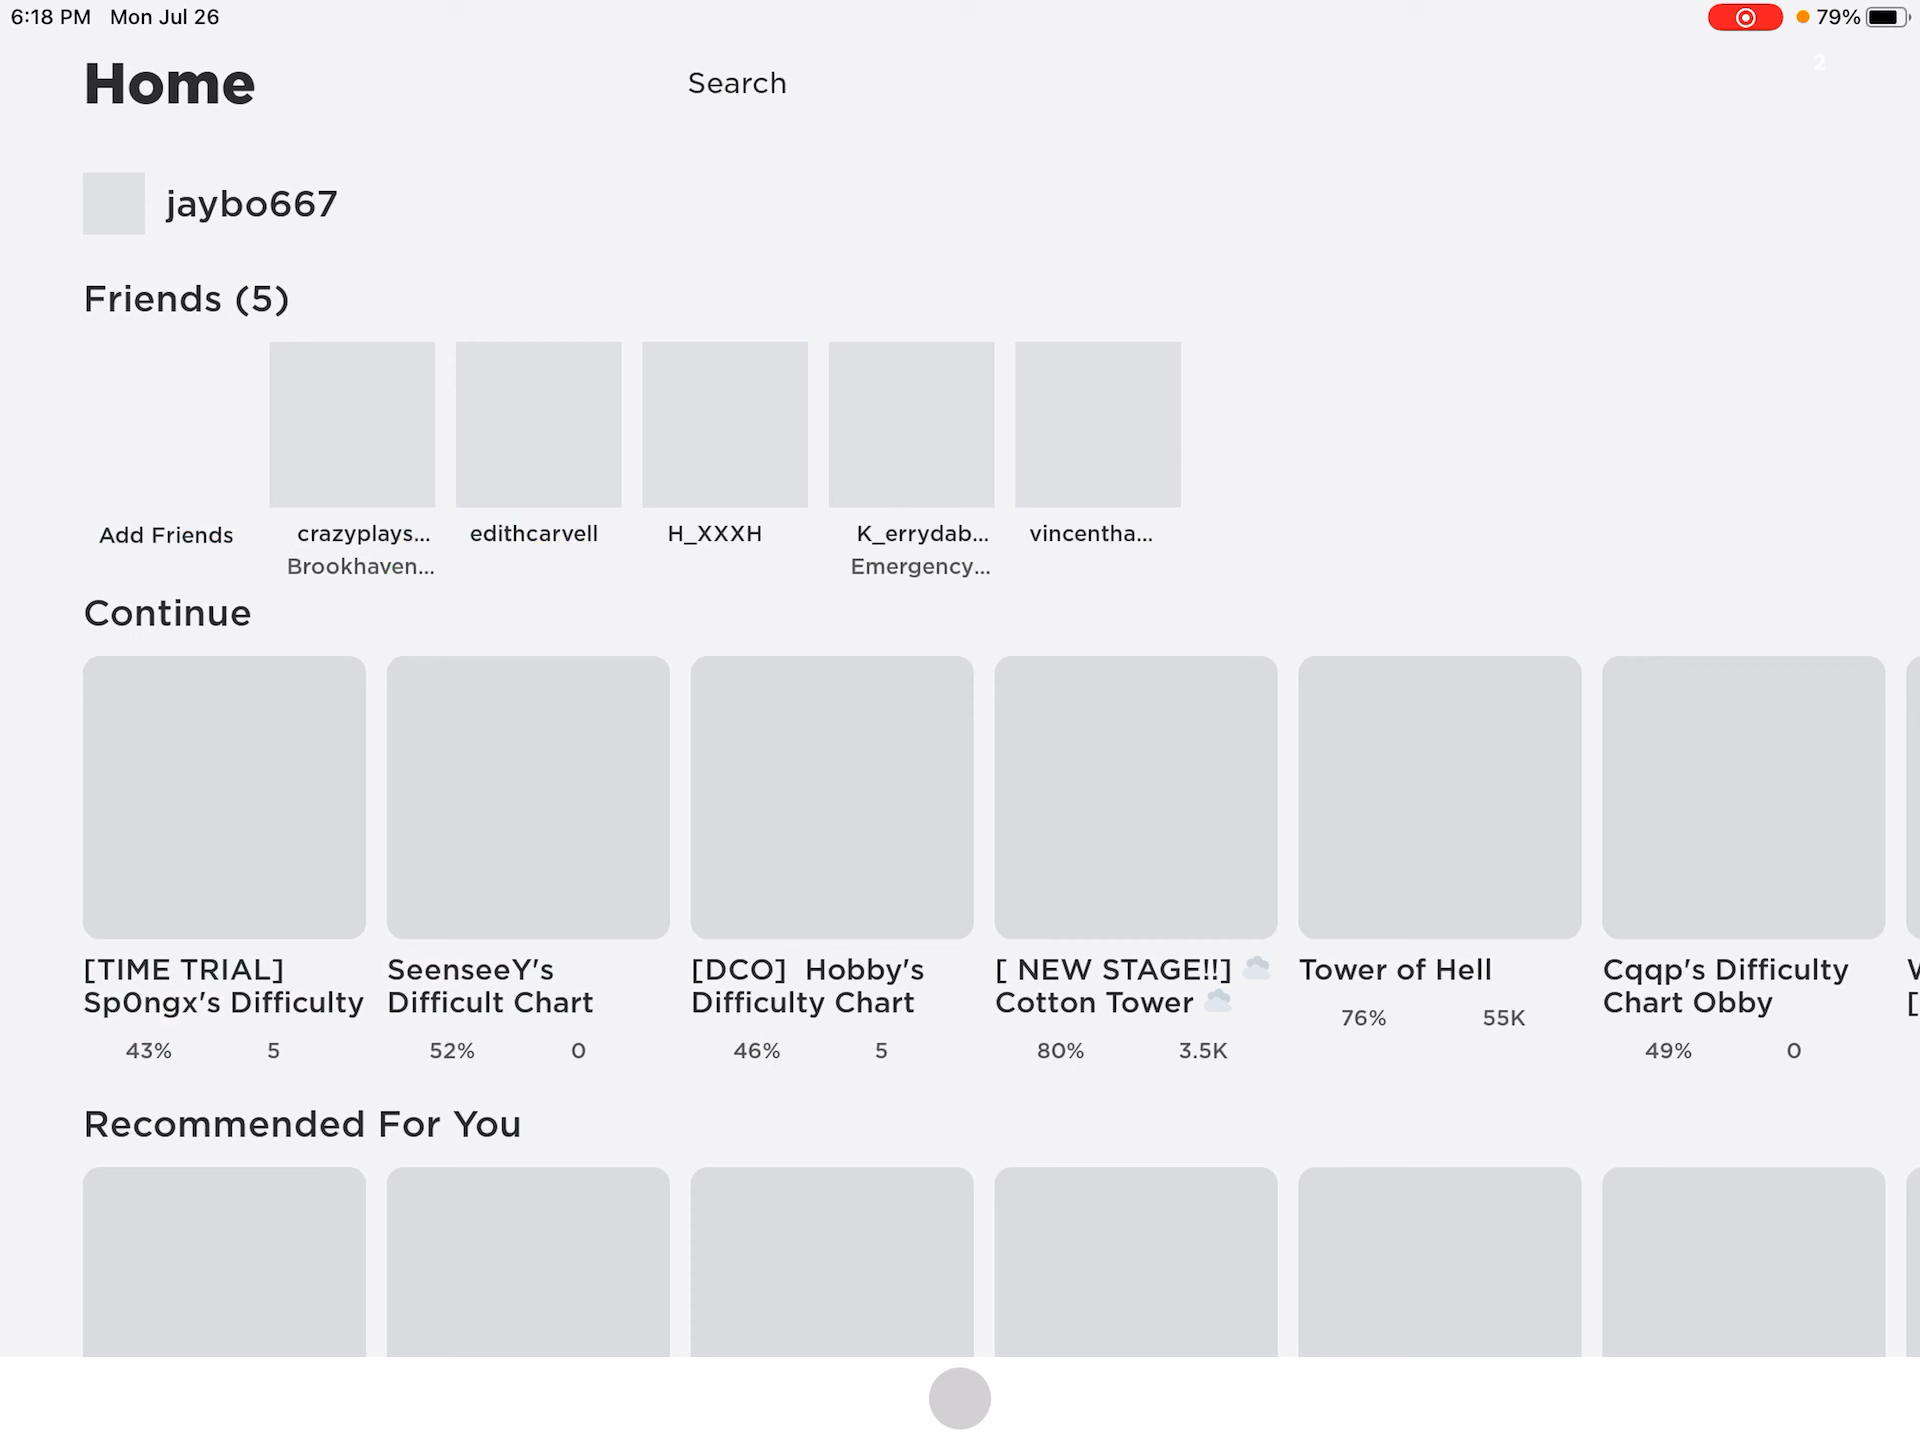 6:18 PM Mon Jul 26
79%
2
Home
Search
jaybo667
Friends (5)
Add Friends
crazyplays...
Brookhaven...
edithcarvell
H_XXXH
K_errydab...
Emergency...
vincentha...
Continue
[TIME TRIAL]
Sp0ngx's Difficulty
43% 5
SeenseeY's
Difficult Chart
52% 0
[DCO]  Hobby's
Difficulty Chart
46% 5
[ NEW STAGE!!] ☁️
Cotton Tower ☁️
80% 3.5K
Tower of Hell
76% 55K
Cqqp's Difficulty
Chart Obby
49% 0
[
Recommended For You